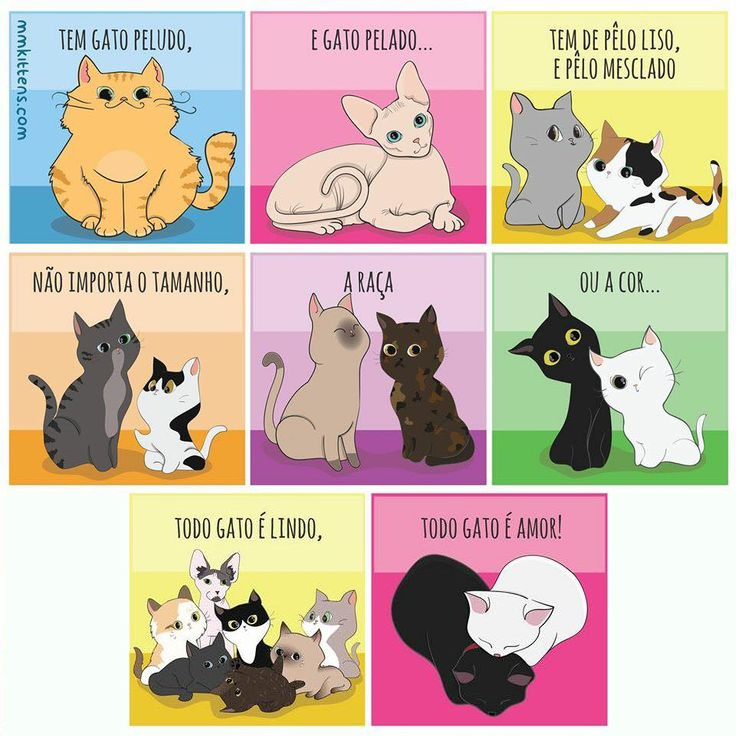 mmkittens.com
TEM GATO PELUDO,
E GATO PELADO...
TEM DE PÊLO LISO,
E PÊLO MESCLADO
NÃO IMPORTA O TAMANHO,
A RAÇA
OU A COR...
TODO GATO É LINDO,
TODO GATO É AMOR!